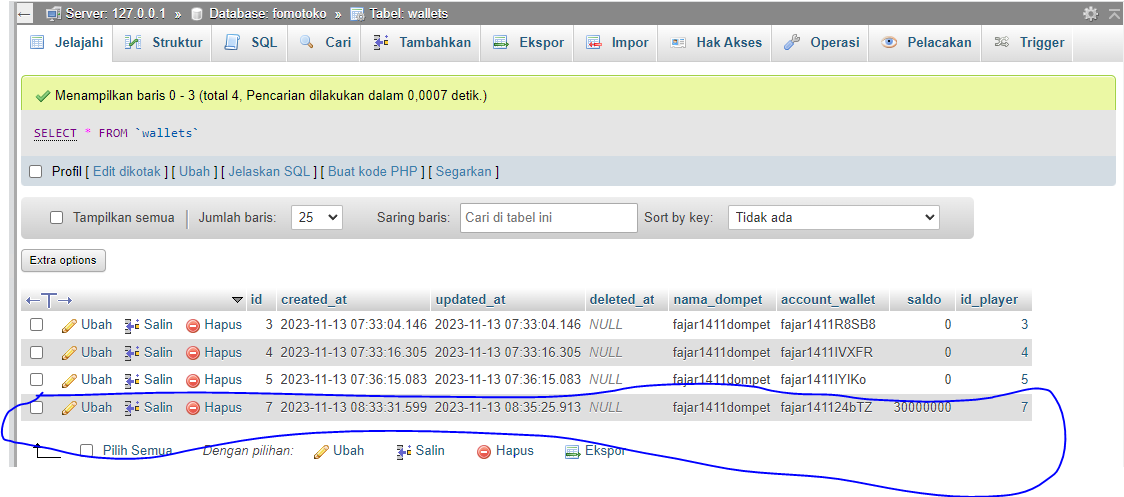 Server: 127.0.0.1 » Database: fomotoko » Tabel: wallets
Jelajahi Struktur SQL Cari Tambahkan Ekspor Impor Hak Akses Operasi Pelacakan Trigger
Menampilkan baris 0 - 3 (total 4, Pencarian dilakukan dalam 0,0007 detik.)
SELECT * FROM `wallets`
Profil [ Edit dikotak ] [ Ubah ] [ Jelaskan SQL ] [ Buat kode PHP ] [ Segarkan ]
Tampilkan semua Jumlah baris: 25 Saring baris: Cari di tabel ini Sort by key: Tidak ada
Extra options
id created_at updated_at deleted_at nama_dompet account_wallet saldo id_player
Ubah Salin Hapus 3 2023-11-13 07:33:04.146 2023-11-13 07:33:04.146 NULL fajar1411dompet fajar1411R8SB8 0 3
Ubah Salin Hapus 4 2023-11-13 07:33:16.305 2023-11-13 07:33:16.305 NULL fajar1411dompet fajar1411IVXFR 0 4
Ubah Salin Hapus 5 2023-11-13 07:36:15.083 2023-11-13 07:36:15.083 NULL fajar1411dompet fajar1411IYIKo 0 5
Ubah Salin Hapus 7 2023-11-13 08:33:31.599 2023-11-13 08:35:25.913 NULL fajar1411dompet fajar141124bTZ 30000000 7
Pilih Semua Dengan pilihan: Ubah Salin Hapus Ekspor